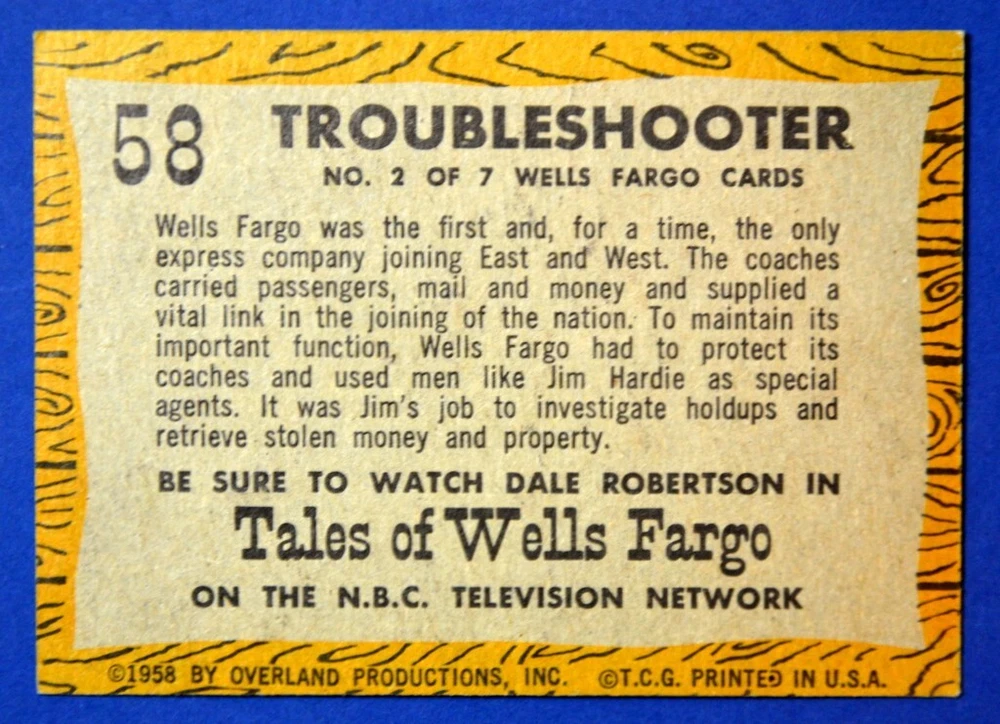 58
TROUBLESHOOTER
NO. 2 OF 7 WELLS FARGO CARDS
Wells Fargo was the first and, for a time, the only
express company joining East and West. The coaches
carried passengers, mail and money and supplied a
vital link in the joining of the nation. To maintain its
important function, Wells Fargo had to protect its
coaches and used men like Jim Hardie as special
agents. It was Jim's job to investigate holdups and
retrieve stolen money and property.
BE SURE TO WATCH DALE ROBERTSON IN
Tales of Wells Fargo
ON THE N.B.C. TELEVISION NETWORK
©1958 BY OVERLAND PRODUCTIONS, INC. ©T.C.G. PRINTED IN U.S.A.